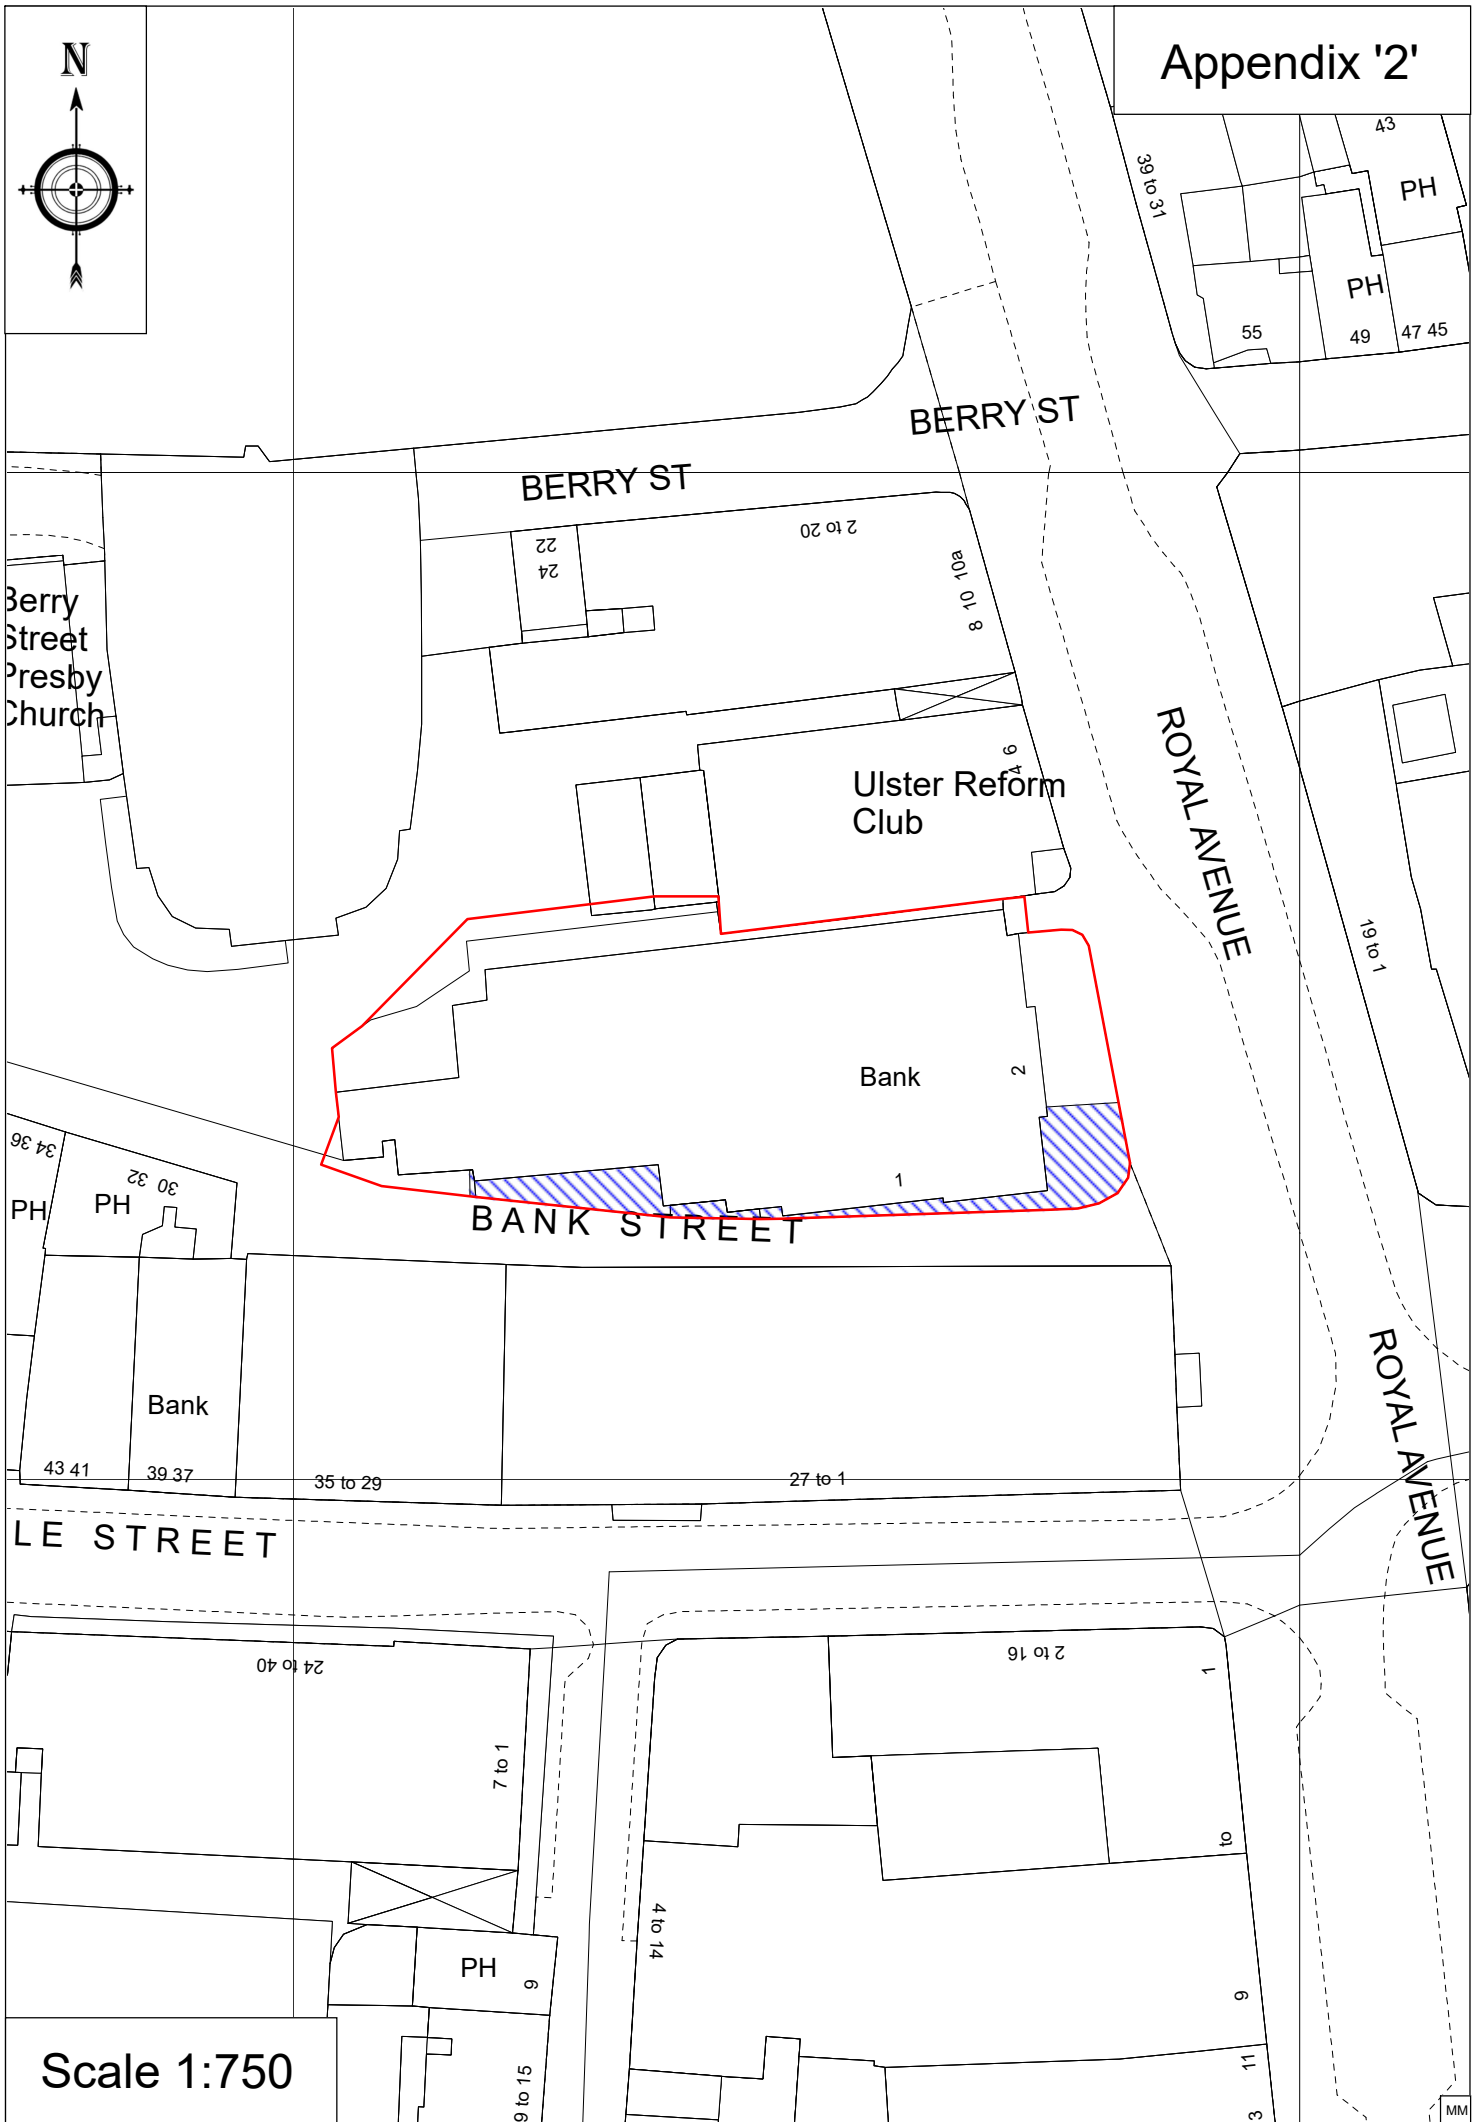 N
Appendix '2'
43
39 to 31
PH
PH
55
49
47 45
BERRY ST
BERRY ST
2 to 20
22
24
8 10 10a
Berry
Street
Presby
Church
ROYAL AVENUE
4 6
Ulster Reform
Club
19 to 1
Bank
2
1
34 36
30 32
PH
PH
BANK STREET
ROYAL AVENUE
Bank
43 41
39 37
35 to 29
27 to 1
LE STREET
24 to 40
2 to 16
1
7 to 1
to
4 to 14
PH
9
9
11
Scale 1:750
9 to 15
3
MM